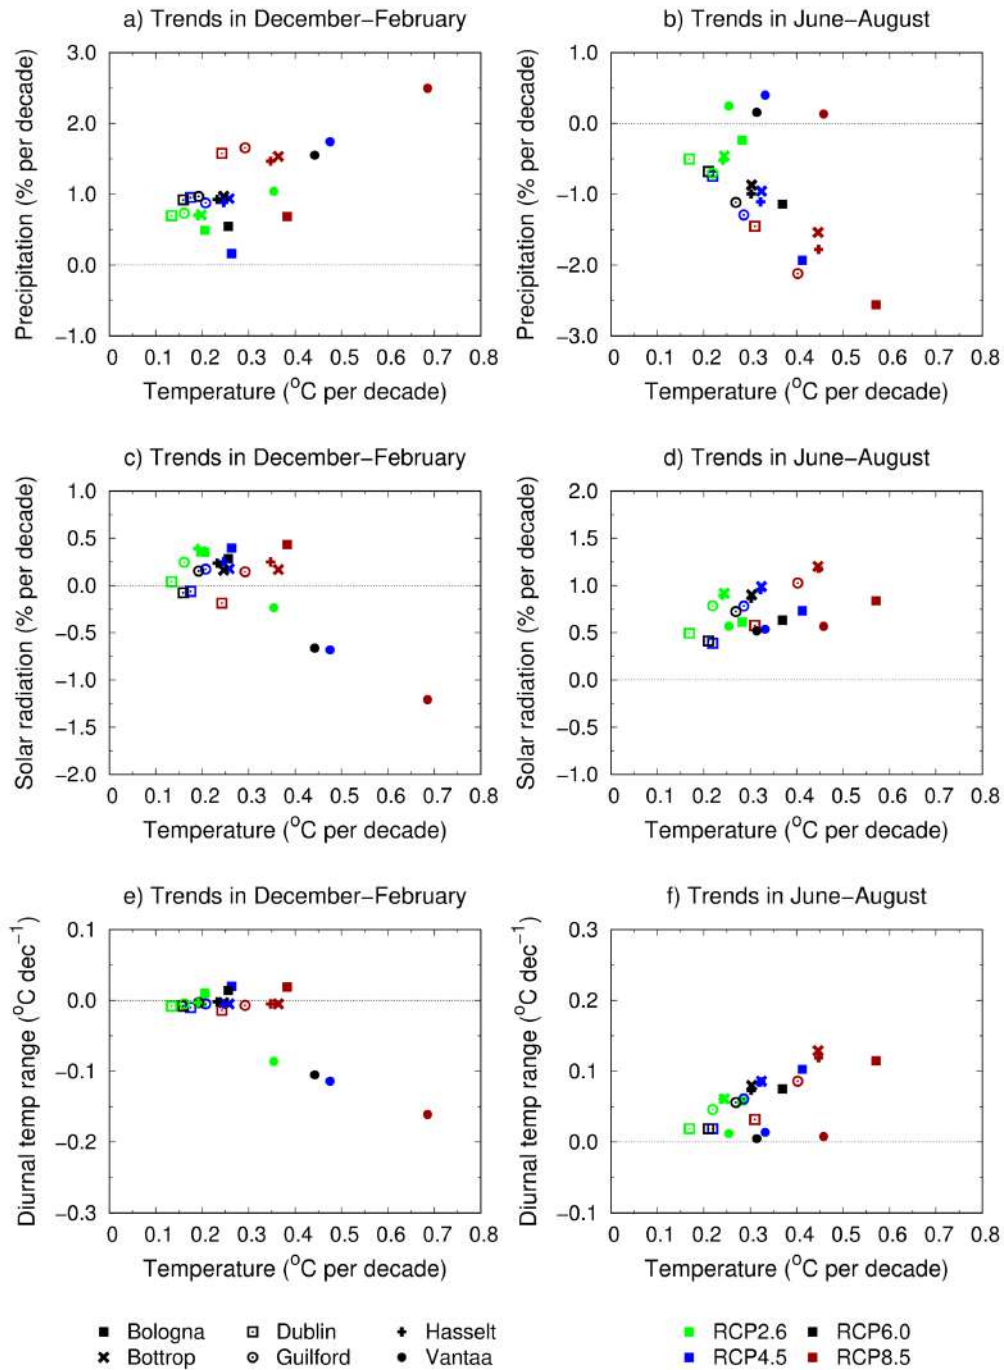 a) Trends in December−February
b) Trends in June−August
Precipitation (% per decade)
3.0
2.0
1.0
0.0
−1.0
0 0.1 0.2 0.3 0.4 0.5 0.6 0.7 0.8
Temperature (°C per decade)
Precipitation (% per decade)
1.0
0.0
−1.0
−2.0
−3.0
0 0.1 0.2 0.3 0.4 0.5 0.6 0.7 0.8
Temperature (°C per decade)
c) Trends in December−February
d) Trends in June−August
Solar radiation (% per decade)
1.0
0.5
0.0
−0.5
−1.0
−1.5
−2.0
0 0.1 0.2 0.3 0.4 0.5 0.6 0.7 0.8
Temperature (°C per decade)
Solar radiation (% per decade)
2.0
1.5
1.0
0.5
0.0
−0.5
−1.0
0 0.1 0.2 0.3 0.4 0.5 0.6 0.7 0.8
Temperature (°C per decade)
e) Trends in December−February
f) Trends in June−August
Diurnal temp range (°C dec⁻¹)
0.1
0.0
−0.1
−0.2
−0.3
0 0.1 0.2 0.3 0.4 0.5 0.6 0.7 0.8
Temperature (°C per decade)
Diurnal temp range (°C dec⁻¹)
0.3
0.2
0.1
0.0
−0.1
0 0.1 0.2 0.3 0.4 0.5 0.6 0.7 0.8
Temperature (°C per decade)
Bologna Dublin Hasselt RCP2.6 RCP6.0
Bottrop Guilford Vantaa RCP4.5 RCP8.5